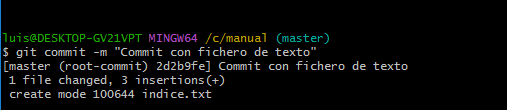 luis@DESKTOP-GV21VPT MINGW64 /c/manual (master)
$ git commit -m "Commit con fichero de texto"
[master (root-commit) 2d2b9fe] Commit con fichero de texto
 1 file changed, 3 insertions(+)
 create mode 100644 indice.txt